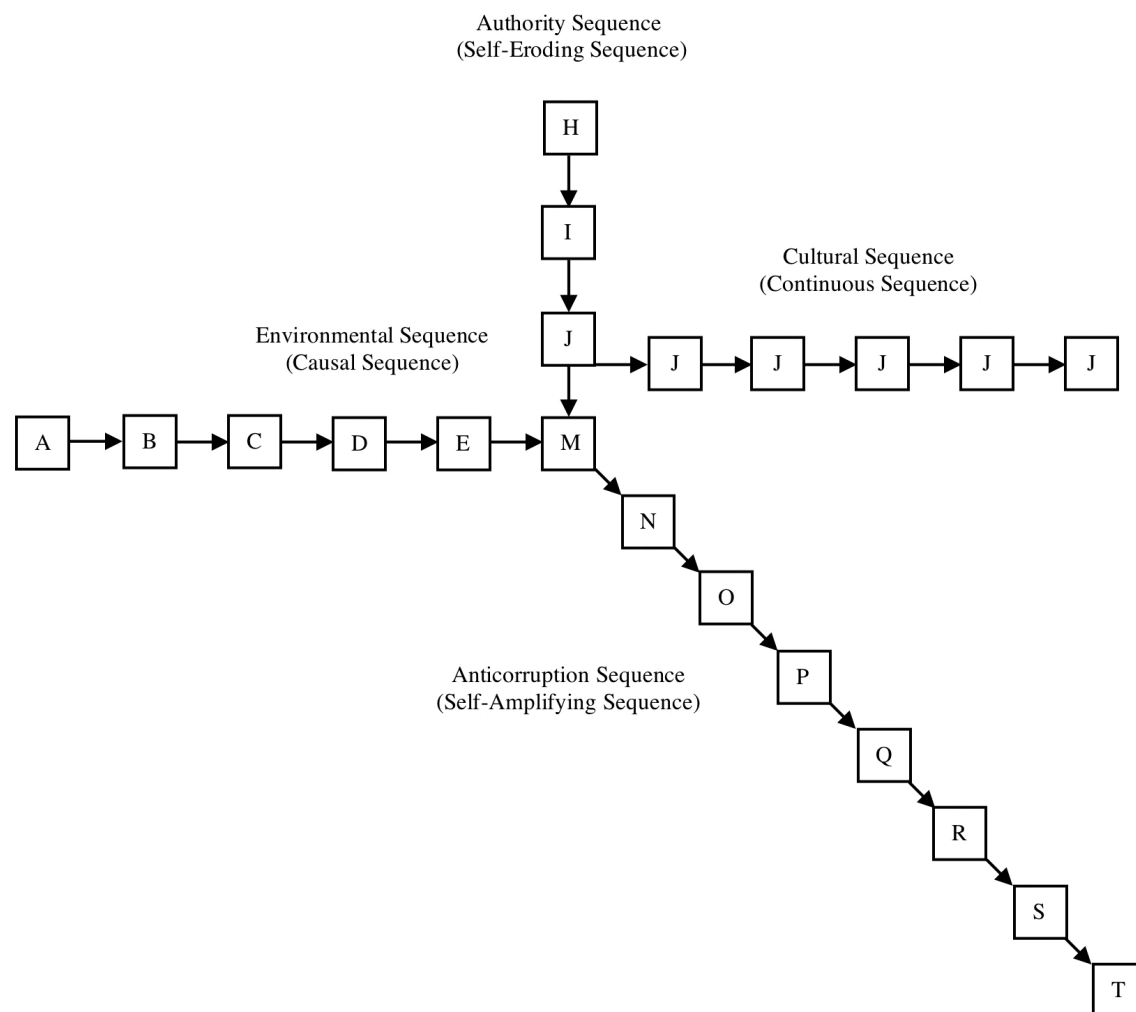 Authority Sequence
(Self-Eroding Sequence)
H
I
Cultural Sequence
(Continuous Sequence)
Environmental Sequence
(Causal Sequence)
J
J J J J J
A B C D E M
N
O
Anticorruption Sequence
(Self-Amplifying Sequence)
P
Q
R
S
T